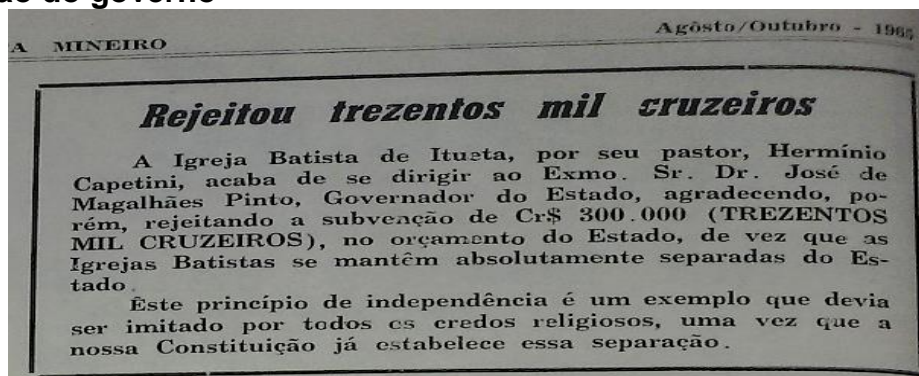 do governo
A MINEIRO
Agôsto/Outubro - 1965
Rejeitou trezentos mil cruzeiros
A Igreja Batista de Itueta, por seu pastor, Hermínio
Capetini, acaba de se dirigir ao Exmo. Sr. Dr. José de
Magalhães Pinto, Governador do Estado, agradecendo, po-
rém, rejeitando a subvenção de Cr$ 300.000 (TREZENTOS
MIL CRUZEIROS), no orçamento do Estado, de vez que as
Igrejas Batistas se mantêm absolutamente separadas do Es-
tado.
Êste princípio de independência é um exemplo que devia
ser imitado por todos os credos religiosos, uma vez que a
nossa Constituição já estabelece essa separação.